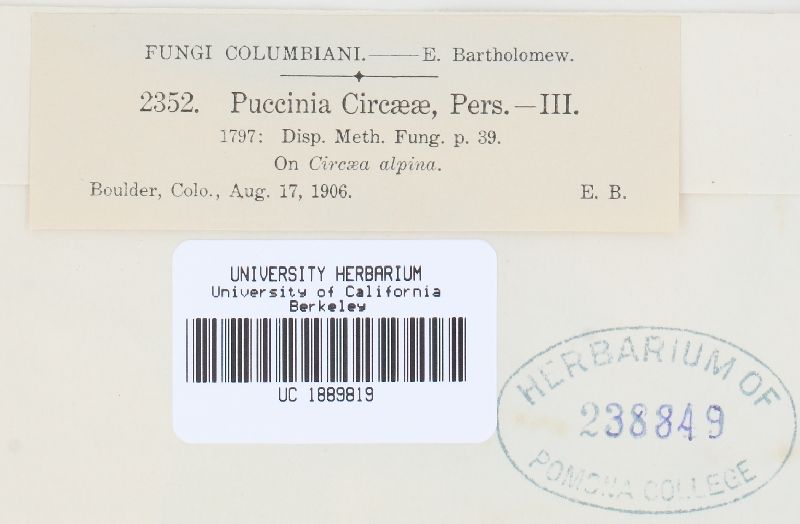 FUNGI COLUMBIANI.——E. Bartholomew.
2352. Puccinia Circææ, Pers.—III.
1797: Disp. Meth. Fung. p. 39.
On Circæa alpina.
Boulder, Colo., Aug. 17, 1906. E. B.
UNIVERSITY HERBARIUM
University of California
Berkeley
UC 1889819
HERBARIUM OF
238849
POMONA COLLEGE